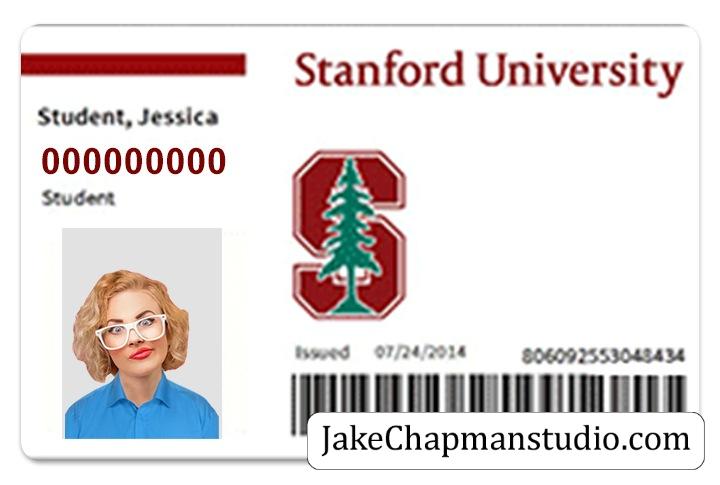 Stanford University
Student, Jessica
000000000
Student
S
Issued 07/24/2014 806092553048434
JakeChapmanstudio.com